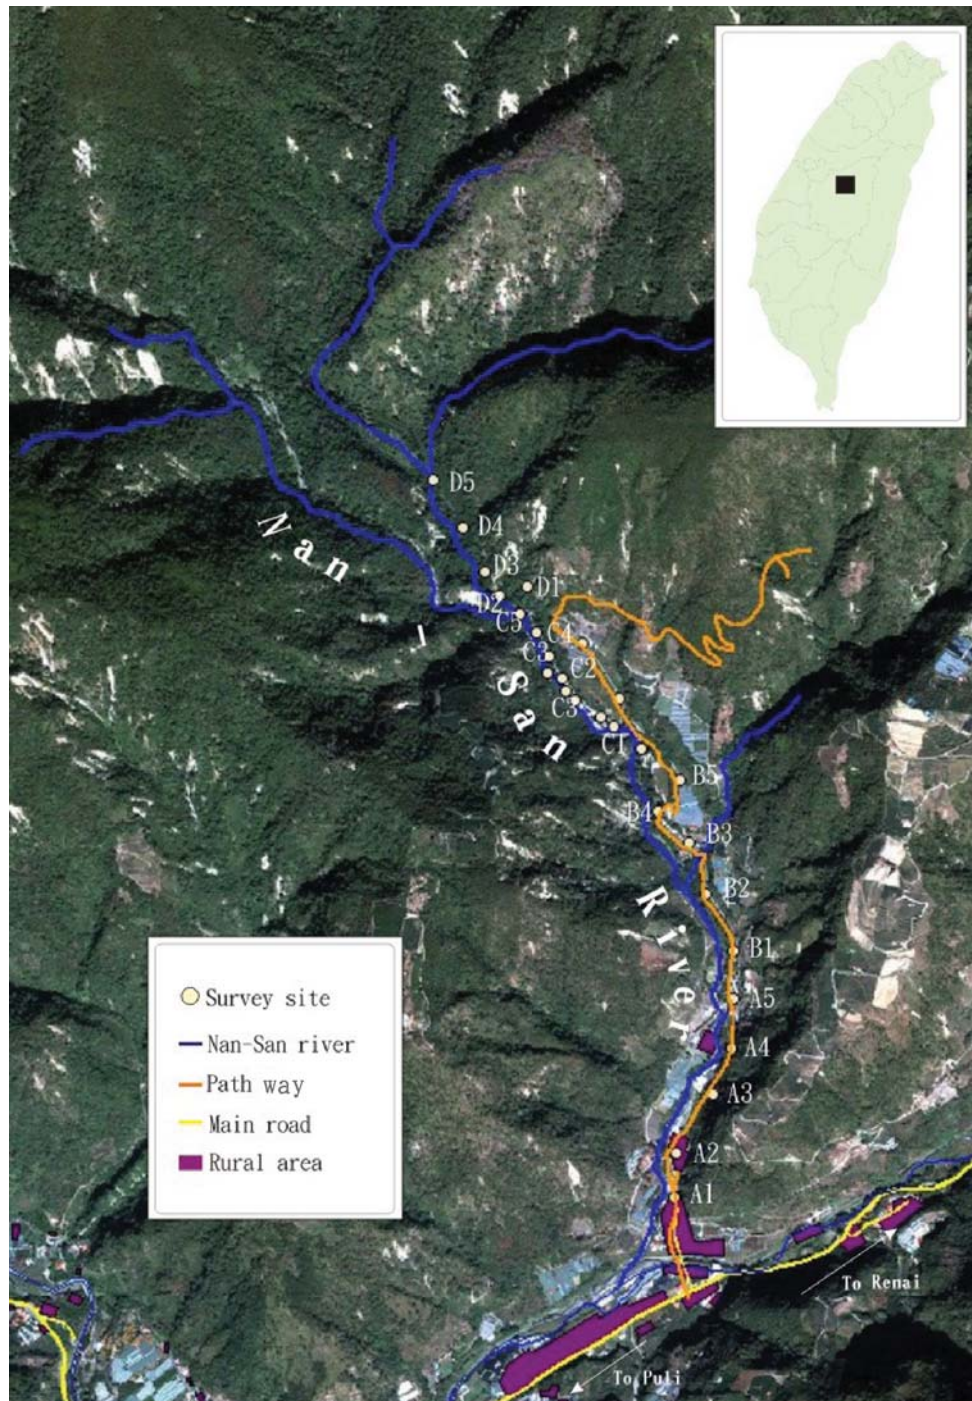 D5
D4
D3
D1
D2
C5
C4
C3
C2
C3
C1
B5
B4
B3
B2
B1
A5
A4
A3
A2
A1
Nan
-
San
River
Survey site
Nan-San river
Path way
Main road
Rural area
To Renai
To Puli